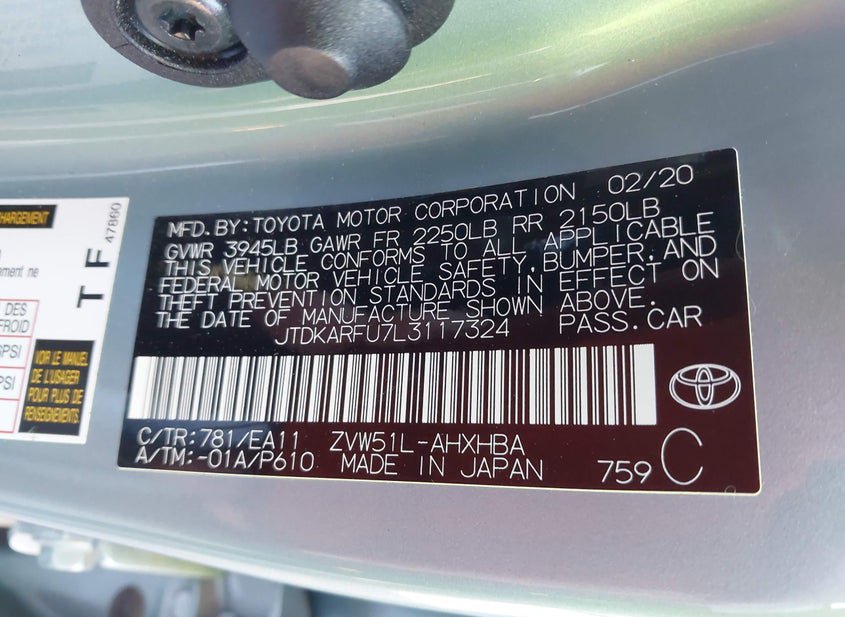 HARGEMENT
ement ne
DES
FROID
PSI
PSI
VOIR LE MANUEL
DE L'USAGER
POUR PLUS DE
RENSEIGNEMENTS
TF
47860
MFD. BY: TOYOTA MOTOR CORPORATION 02/20
GVWR 3945LB GAWR FR 2250LB RR 2150LB
THIS VEHICLE CONFORMS TO ALL APPLICABLE
FEDERAL MOTOR VEHICLE SAFETY, BUMPER, AND
THEFT PREVENTION STANDARDS IN EFFECT ON
THE DATE OF MANUFACTURE SHOWN ABOVE.
JTDKARFU7L3117324 PASS. CAR
C/TR: 781/EA11 ZVW51L-AHXHBA
A/TM: -01A/P610 MADE IN JAPAN 759 C